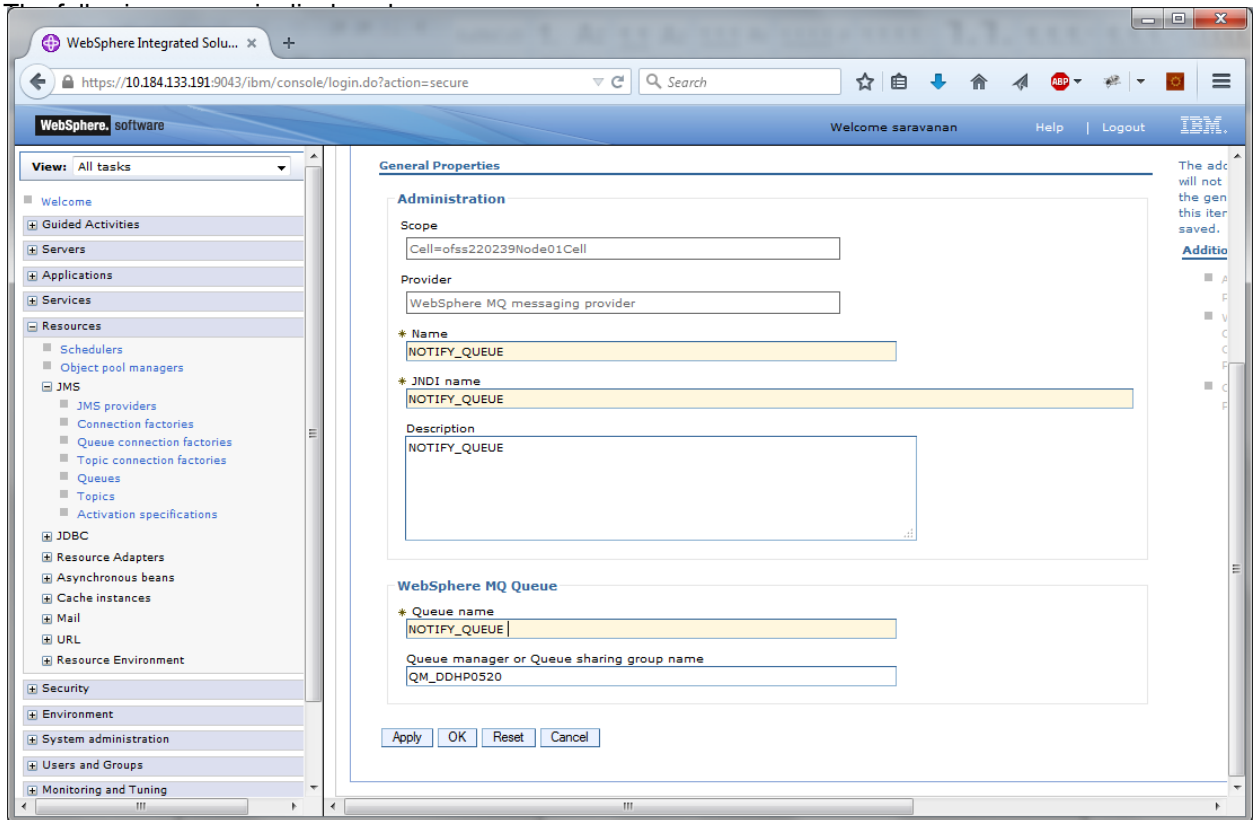 WebSphere Integrated Solu... × +
https://10.184.133.191:9043/ibm/console/login.do?action=secure
Search
ABP
WebSphere. software
Welcome saravanan
Help | Logout
IBM.
View: All tasks
Welcome
Guided Activities
Servers
Applications
Services
Resources
Schedulers
Object pool managers
JMS
JMS providers
Connection factories
Queue connection factories
Topic connection factories
Queues
Topics
Activation specifications
JDBC
Resource Adapters
Asynchronous beans
Cache instances
Mail
URL
Resource Environment
Security
Environment
System administration
Users and Groups
Monitoring and Tuning
General Properties
Administration
Scope
Cell=ofss220239Node01Cell
Provider
WebSphere MQ messaging provider
* Name
NOTIFY_QUEUE
* JNDI name
NOTIFY_QUEUE
Description
NOTIFY_QUEUE
WebSphere MQ Queue
* Queue name
NOTIFY_QUEUE
Queue manager or Queue sharing group name
QM_DDHP0520
Apply OK Reset Cancel
The add
will not
the gen
this iter
saved.
Additio